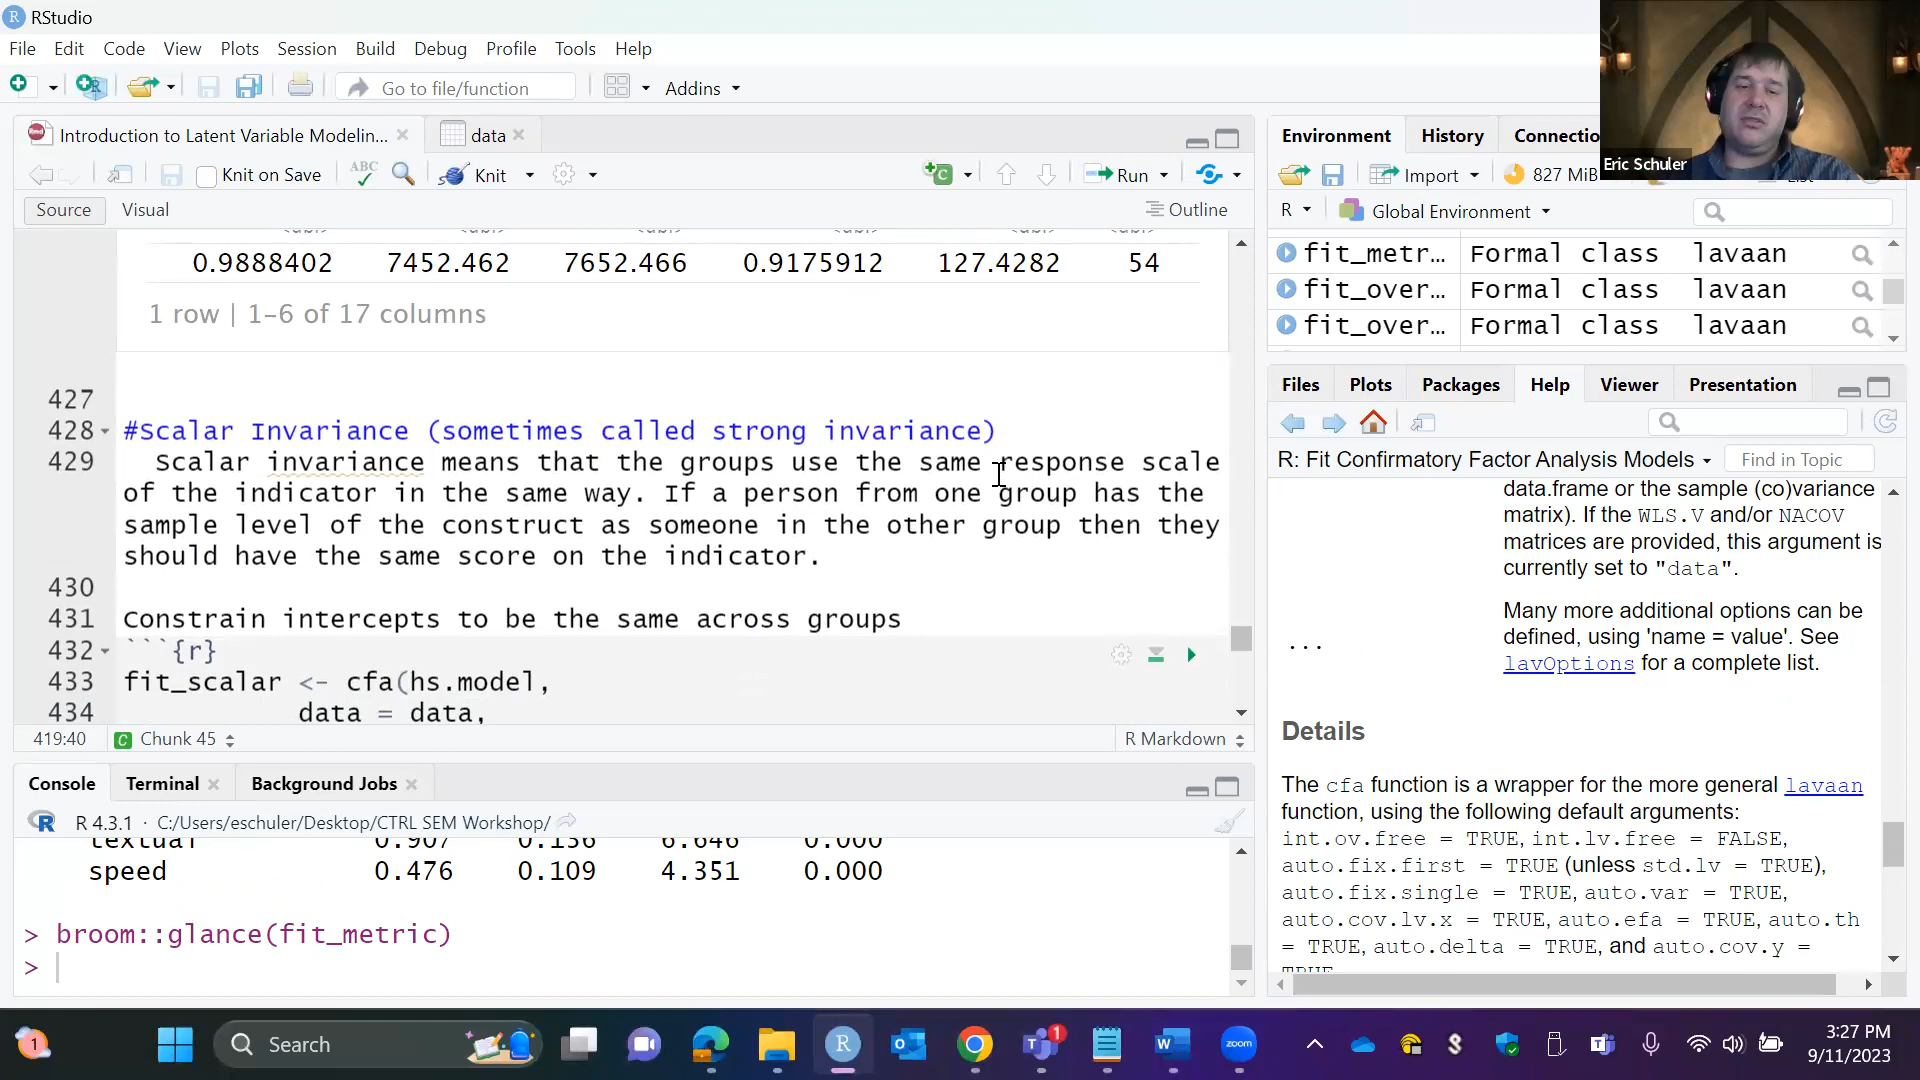 RStudio
File Edit Code View Plots Session Build Debug Profile Tools Help
Go to file/function Addins
Introduction to Latent Variable Modelin... data
Knit on Save ABC Knit Run
Source Visual Outline
0.9888402 7452.462 7652.466 0.9175912 127.4282 54
1 row | 1-6 of 17 columns
427
428 #Scalar Invariance (sometimes called strong invariance)
429 Scalar invariance means that the groups use the same response scale
of the indicator in the same way. If a person from one group has the
sample level of the construct as someone in the other group then they
should have the same score on the indicator.
430
431 Constrain intercepts to be the same across groups
432 ```{r}
433 fit_scalar <- cfa(hs.model,
434 data = data,
419:40 Chunk 45 R Markdown
Console Terminal Background Jobs
R 4.3.1 · C:/Users/eschuler/Desktop/CTRL SEM Workshop/
textual 0.907 0.136 6.646 0.000
speed 0.476 0.109 4.351 0.000
> broom::glance(fit_metric)
>
Environment History Connectio
Import 827 MiB
R Global Environment
fit_metr... Formal class lavaan
fit_over... Formal class lavaan
fit_over... Formal class lavaan
Files Plots Packages Help Viewer Presentation
R: Fit Confirmatory Factor Analysis Models Find in Topic
data.frame or the sample (co)variance
matrix). If the WLS.V and/or NACOV
matrices are provided, this argument is
currently set to "data".
... Many more additional options can be
defined, using 'name = value'. See
lavOptions for a complete list.
Details
The cfa function is a wrapper for the more general lavaan
function, using the following default arguments:
int.ov.free = TRUE, int.lv.free = FALSE,
auto.fix.first = TRUE (unless std.lv = TRUE),
auto.fix.single = TRUE, auto.var = TRUE,
auto.cov.lv.x = TRUE, auto.efa = TRUE, auto.th
= TRUE, auto.delta = TRUE, and auto.cov.y =
TRUE
Eric Schuler
1 Search 1 zoom 3:27 PM
9/11/2023